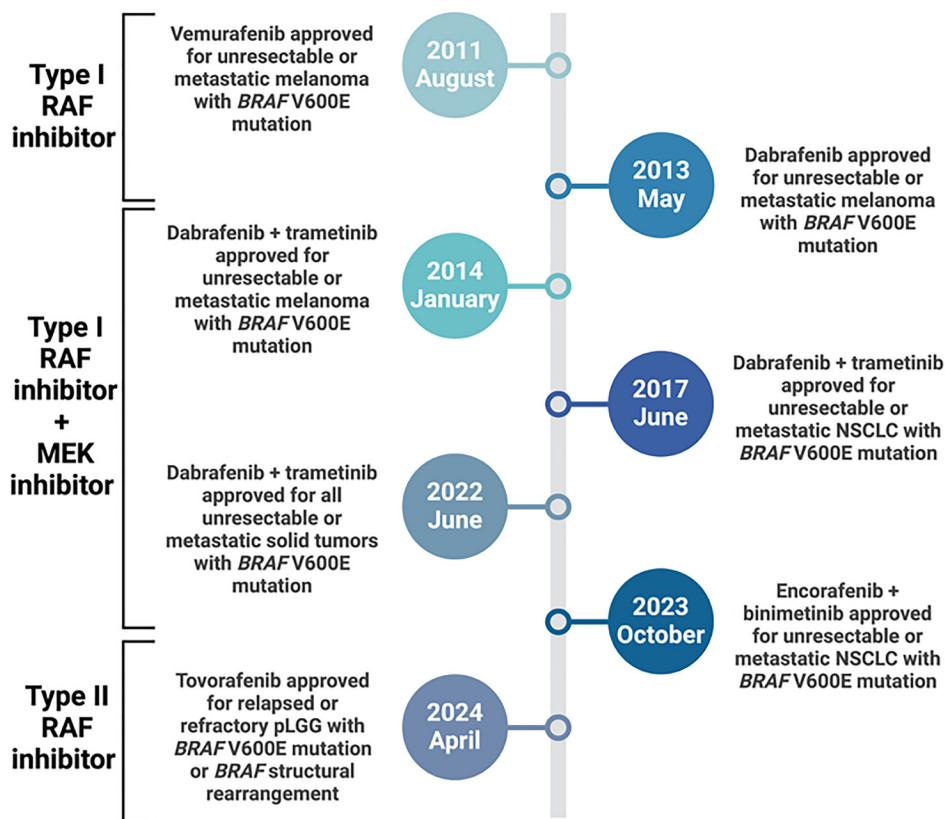 Type I
RAF
inhibitor
Vemurafenib approved
for unresectable or
metastatic melanoma
with BRAF V600E
mutation
2011
August
2013
May
Dabrafenib approved
for unresectable or
metastatic melanoma
with BRAF V600E
mutation
Type I
RAF
inhibitor
+
MEK
inhibitor
Dabrafenib + trametinib
approved for
unresectable or
metastatic melanoma
with BRAF V600E
mutation
2014
January
2017
June
Dabrafenib + trametinib
approved for
unresectable or
metastatic NSCLC with
BRAF V600E mutation
Dabrafenib + trametinib
approved for all
unresectable or
metastatic solid tumors
with BRAF V600E
mutation
2022
June
2023
October
Encorafenib +
binimetinib approved
for unresectable or
metastatic NSCLC with
BRAF V600E mutation
Type II
RAF
inhibitor
Tovorafenib approved
for relapsed or
refractory pLGG with
BRAF V600E mutation
or BRAF structural
rearrangement
2024
April